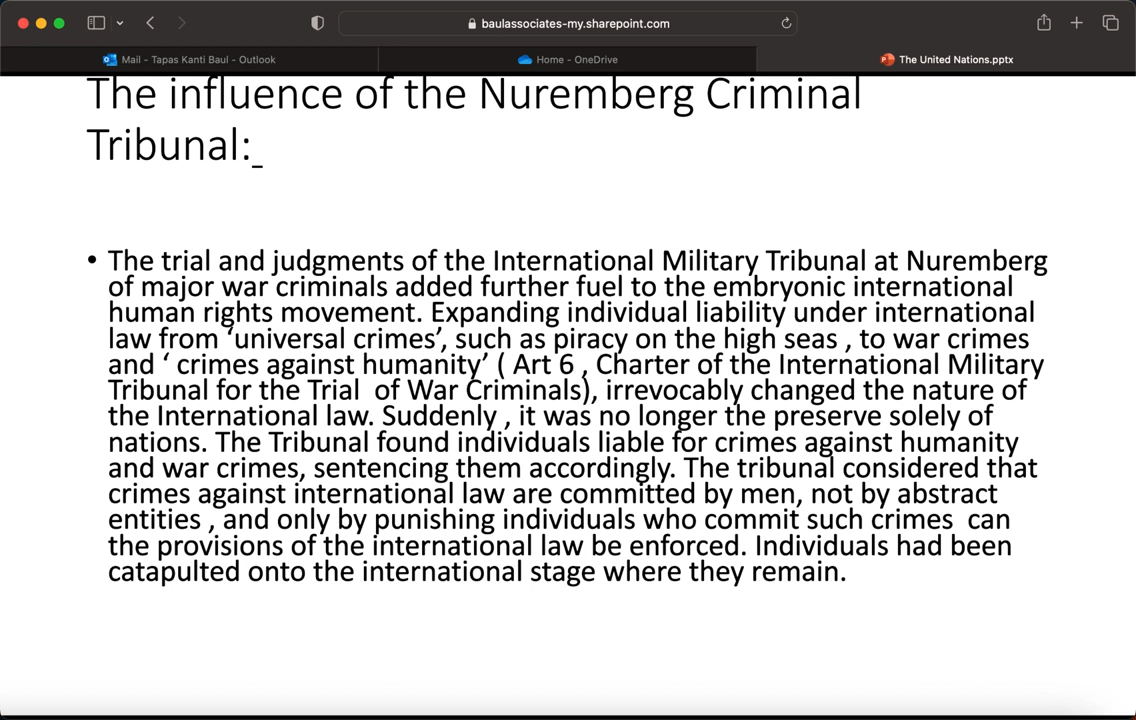 baulassociates-my.sharepoint.com
Mail - Tapas Kanti Baul - Outlook
Home - OneDrive
The United Nations.pptx
The influence of the Nuremberg Criminal
Tribunal:
• The trial and judgments of the International Military Tribunal at Nuremberg
of major war criminals added further fuel to the embryonic international
human rights movement. Expanding individual liability under international
law from ‘universal crimes’, such as piracy on the high seas , to war crimes
and ‘ crimes against humanity’ ( Art 6 , Charter of the International Military
Tribunal for the Trial  of War Criminals), irrevocably changed the nature of
the International law. Suddenly , it was no longer the preserve solely of
nations. The Tribunal found individuals liable for crimes against humanity
and war crimes, sentencing them accordingly. The tribunal considered that
crimes against international law are committed by men, not by abstract
entities , and only by punishing individuals who commit such crimes  can
the provisions of the international law be enforced. Individuals had been
catapulted onto the international stage where they remain.